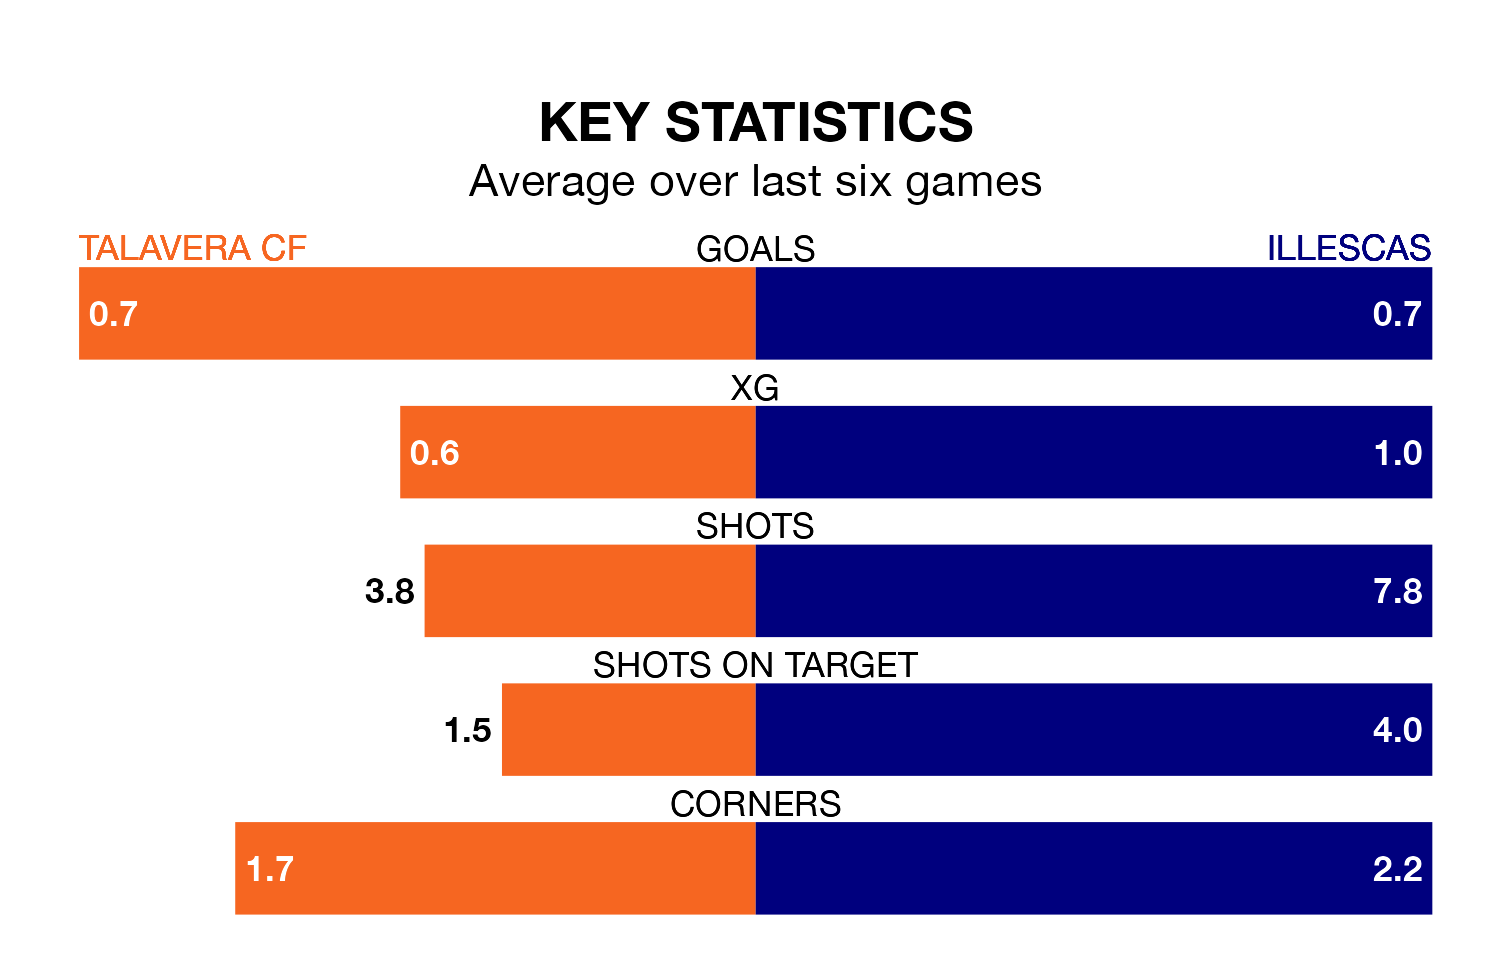 KEY STATISTICS
Average over last six games
TALAVERA CF GOALS ILLESCAS
0.7 0.7
XG
0.6 1.0
SHOTS
3.8 7.8
SHOTS ON TARGET
1.5 4.0
CORNERS
1.7 2.2